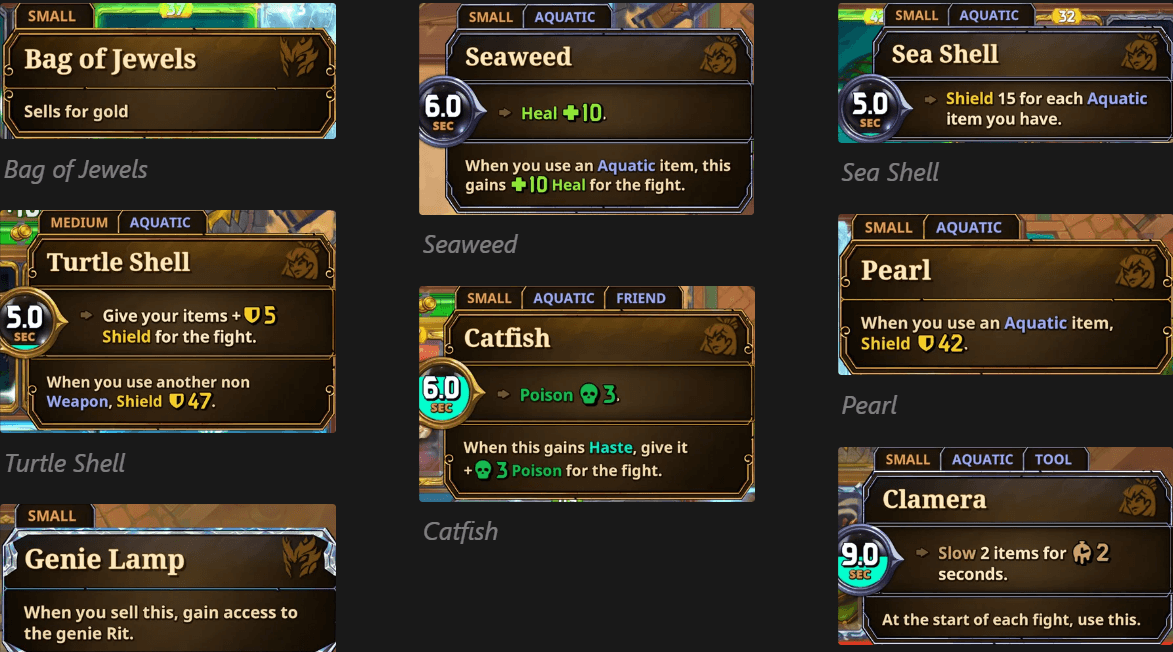 37
SMALL
Bag of Jewels
Sells for gold
Bag of Jewels
MEDIUM AQUATIC
Turtle Shell
5.0
SEC
Give your items + 5
Shield for the fight.
When you use another non
Weapon, Shield 47.
Turtle Shell
SMALL
Genie Lamp
When you sell this, gain access to
the genie Rit.
SMALL AQUATIC
Seaweed
6.0
SEC
Heal +10.
When you use an Aquatic item, this
gains +10 Heal for the fight.
Seaweed
SMALL AQUATIC FRIEND
Catfish
6.0
SEC
Poison 3.
When this gains Haste, give it
+ 3 Poison for the fight.
Catfish
32
SMALL AQUATIC
Sea Shell
5.0
SEC
Shield 15 for each Aquatic
item you have.
Sea Shell
SMALL AQUATIC
Pearl
When you use an Aquatic item,
Shield 42.
Pearl
SMALL AQUATIC TOOL
Clamera
9.0
SEC
Slow 2 items for 2
seconds.
At the start of each fight, use this.